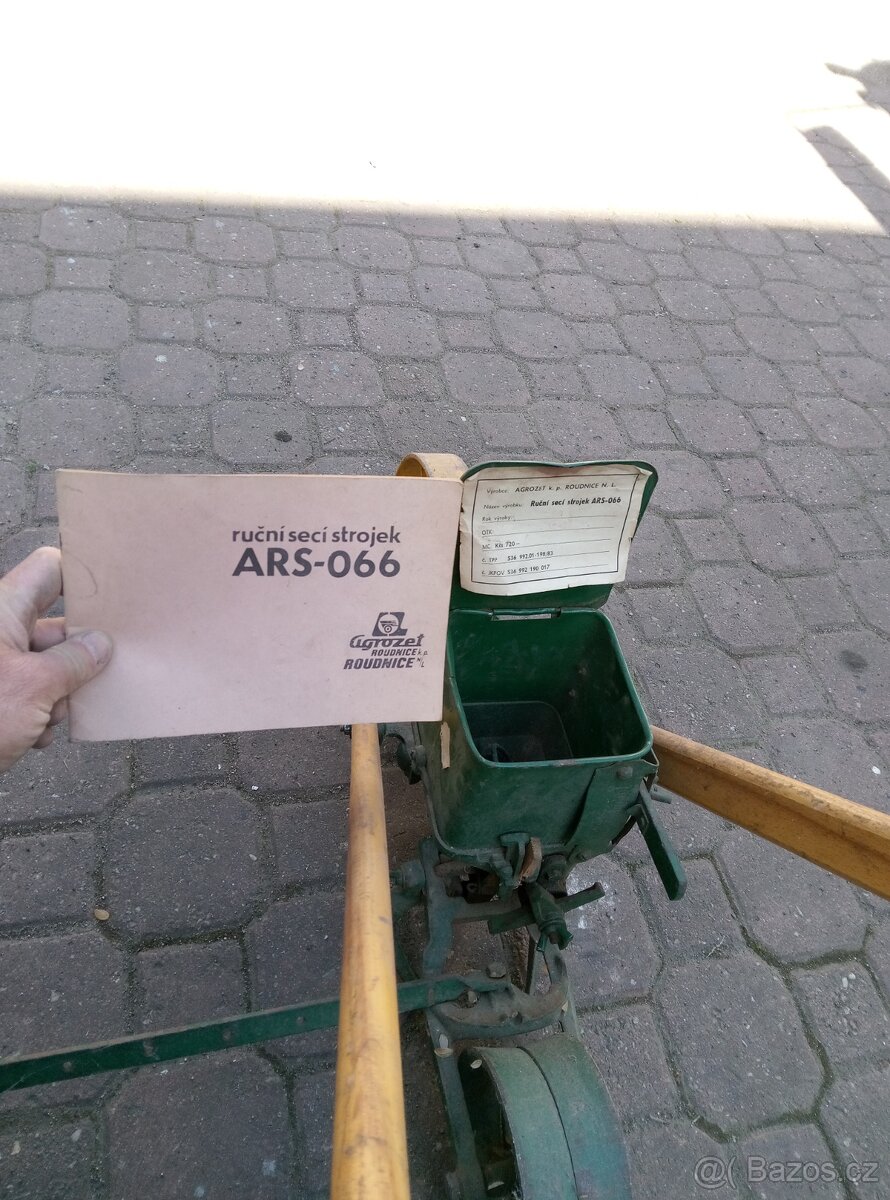 ruční secí strojek
ARS-066
agrozet
ROUDNICE k.p.
ROUDNICE N/L
Výrobce: AGROZET k. p. ROUDNICE N. L.
Název výrobku: Ruční secí strojek ARS-066
Rok výroby:
OTK
MC Kčs 720.–
č. TPP 536 992.01-198/83
č. JKPOV 536 992 190 017
@( Bazos.cz